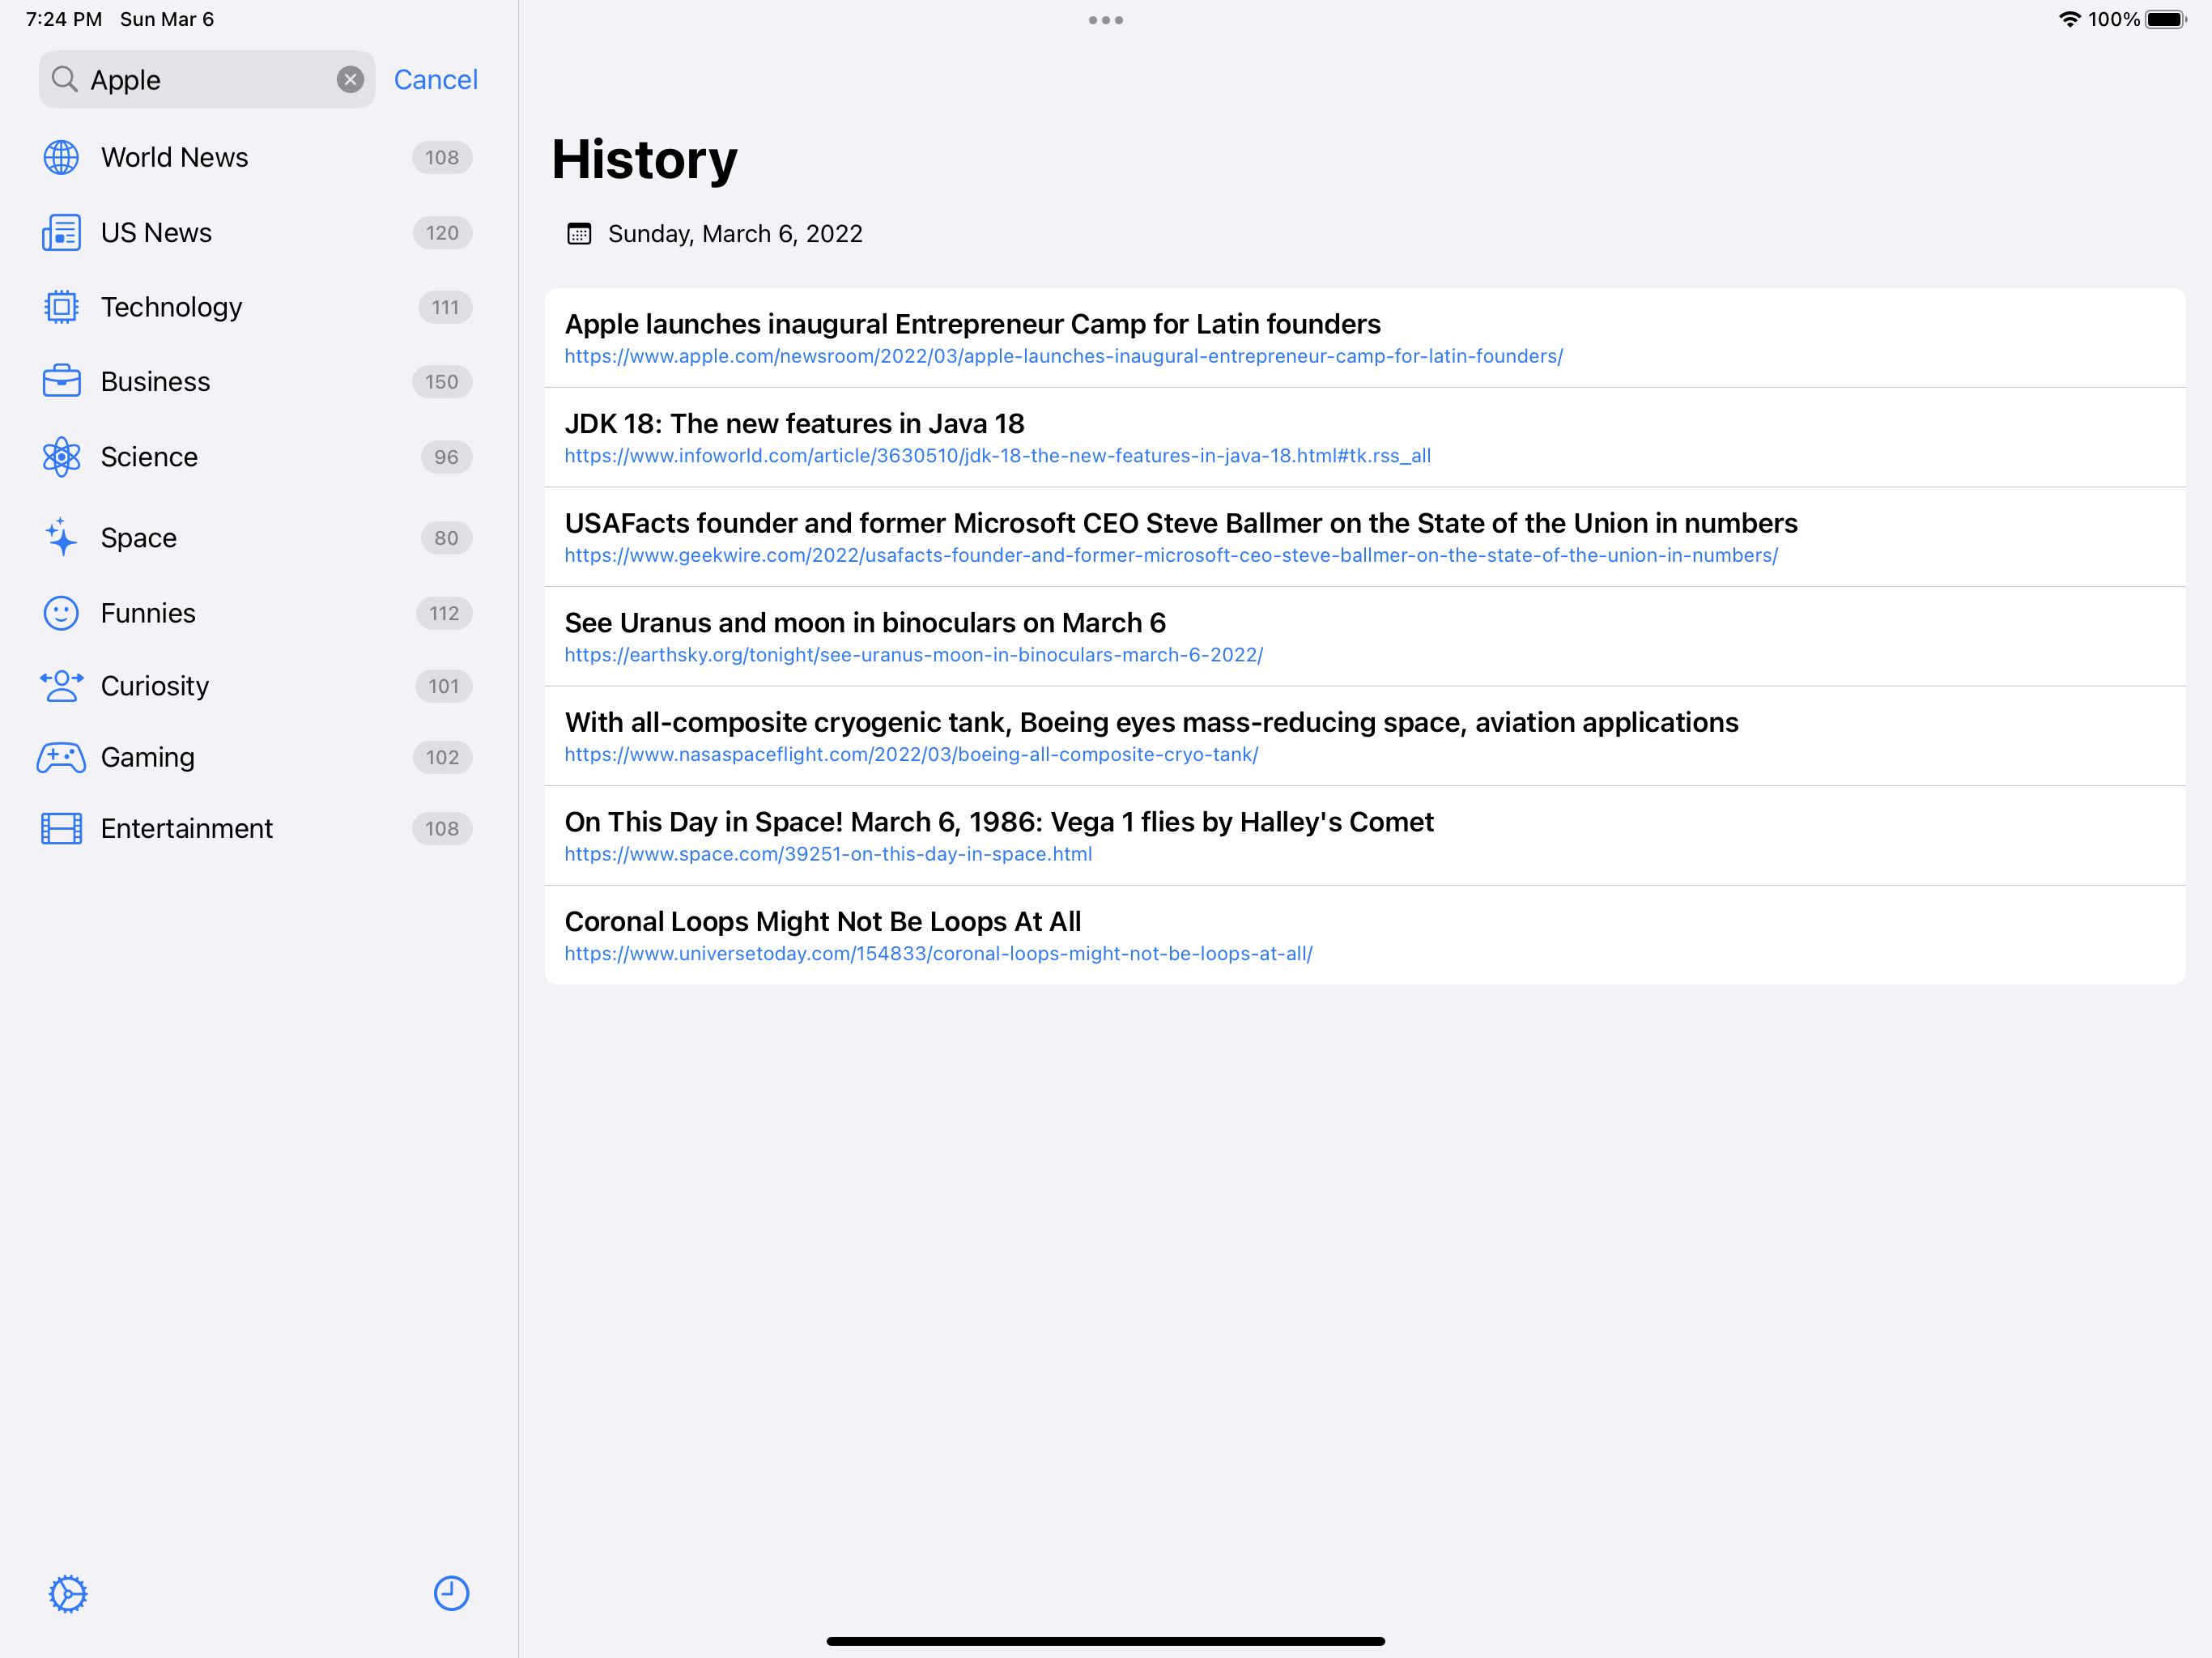 7:24 PM Sun Mar 6
100%
Apple
Cancel
World News 108
US News 120
Technology 111
Business 150
Science 96
Space 80
Funnies 112
Curiosity 101
Gaming 102
Entertainment 108
History
Sunday, March 6, 2022
Apple launches inaugural Entrepreneur Camp for Latin founders
https://www.apple.com/newsroom/2022/03/apple-launches-inaugural-entrepreneur-camp-for-latin-founders/
JDK 18: The new features in Java 18
https://www.infoworld.com/article/3630510/jdk-18-the-new-features-in-java-18.html#tk.rss_all
USAFacts founder and former Microsoft CEO Steve Ballmer on the State of the Union in numbers
https://www.geekwire.com/2022/usafacts-founder-and-former-microsoft-ceo-steve-ballmer-on-the-state-of-the-union-in-numbers/
See Uranus and moon in binoculars on March 6
https://earthsky.org/tonight/see-uranus-moon-in-binoculars-march-6-2022/
With all-composite cryogenic tank, Boeing eyes mass-reducing space, aviation applications
https://www.nasaspaceflight.com/2022/03/boeing-all-composite-cryo-tank/
On This Day in Space! March 6, 1986: Vega 1 flies by Halley's Comet
https://www.space.com/39251-on-this-day-in-space.html
Coronal Loops Might Not Be Loops At All
https://www.universetoday.com/154833/coronal-loops-might-not-be-loops-at-all/